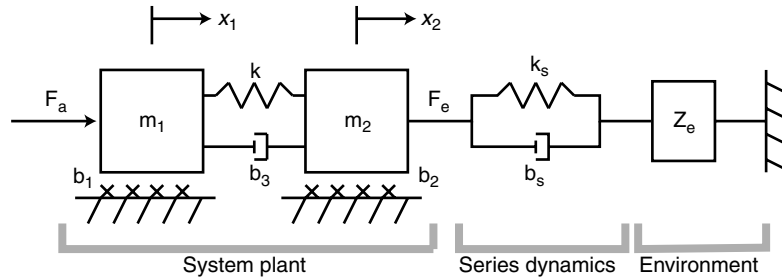 x₁ x₂
k kₛ
Fₐ m₁ m₂ Fₑ Zₑ
b₁ b₃ b₂ bₛ
System plant Series dynamics Environment